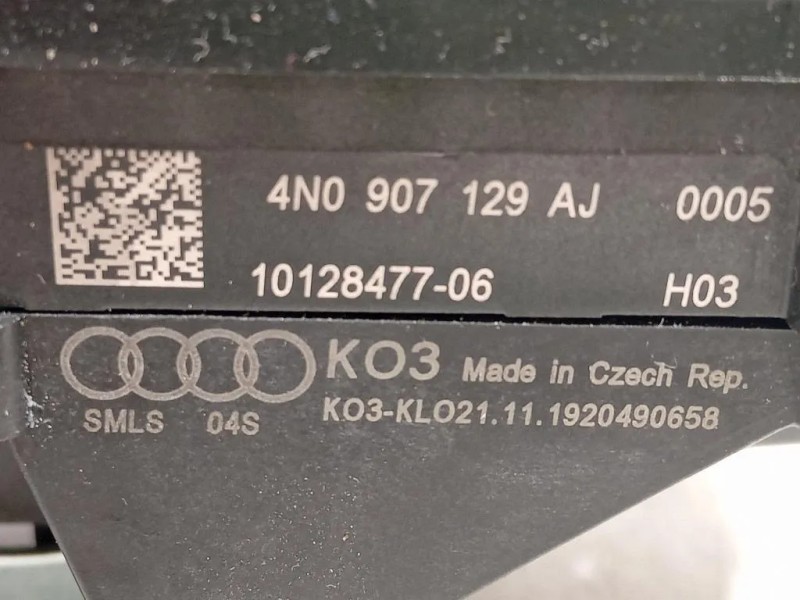 4N0 907 129 AJ 0005
10128477-06 H03
KO3 Made in Czech Rep.
SMLS 04S KO3-KLO21.11.1920490658